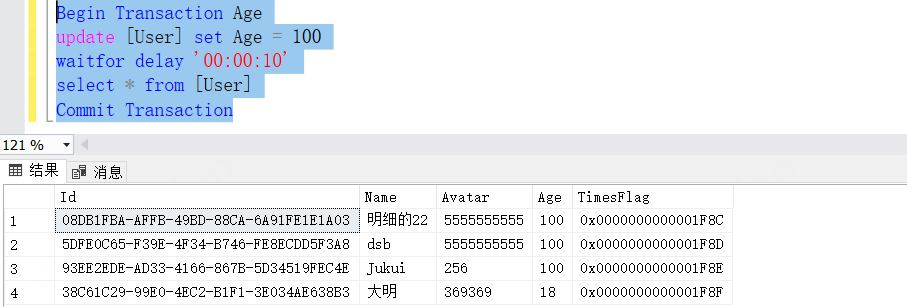 Begin Transaction Age
update [User] set Age = 100
waitfor delay '00:00:10'
select * from [User]
Commit Transaction
121 %
结果 消息
Id Name Avatar Age TimesFlag
1 08DB1FBA-AFFB-49BD-88CA-6A91FE1E1A03 明细的22 5555555555 100 0x0000000000001F8C
2 5DFE0C65-F39E-4F34-B746-FE8ECDD5F3A8 dsb 5555555555 100 0x0000000000001F8D
3 93EE2EDE-AD33-4166-867B-5D34519FEC4E Jukui 256 100 0x0000000000001F8E
4 38C61C29-99E0-4EC2-B1F1-3E034AE638B3 大明 369369 18 0x0000000000001F8F